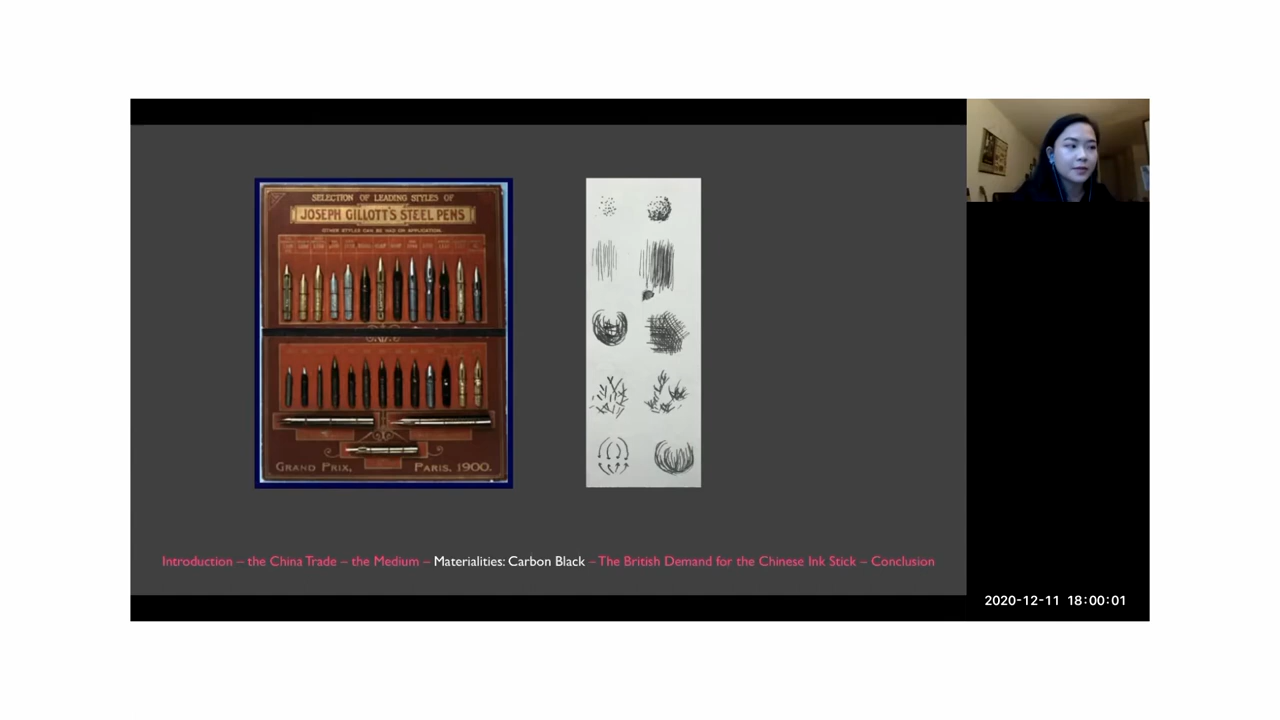 SELECTION OF LEADING STYLES OF
JOSEPH GILLOTT'S STEEL PENS
OTHER STYLES CAN BE HAD ON APPLICATION.
GRAND PRIX, PARIS, 1900.
Introduction – the China Trade – the Medium – Materialities: Carbon Black – The British Demand for the Chinese Ink Stick – Conclusion
2020-12-11 18:00:01